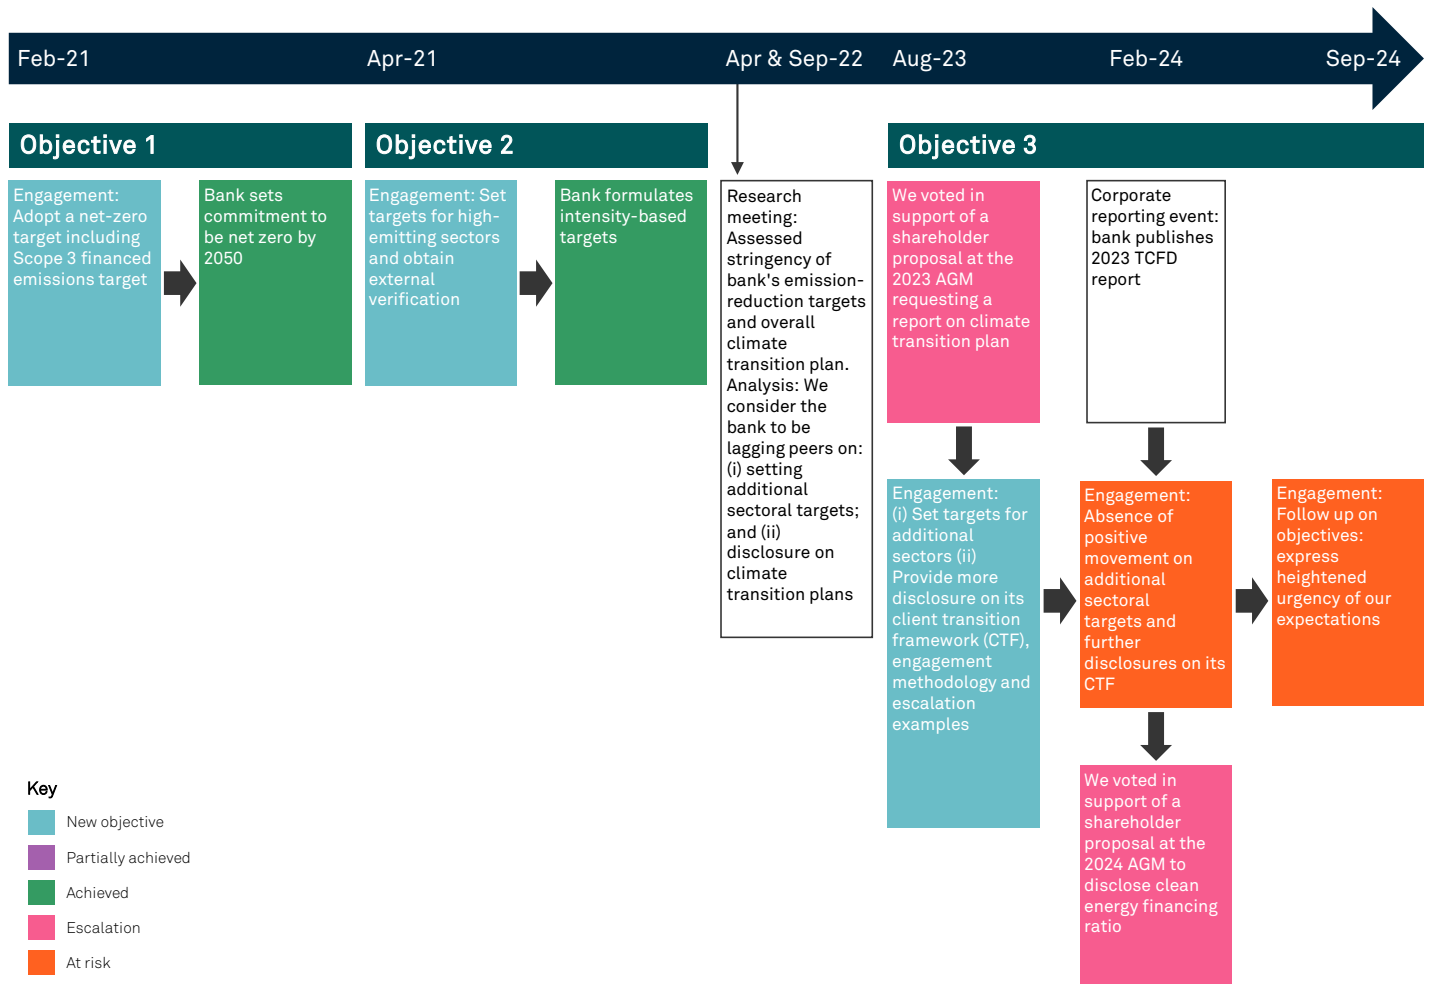 Feb-21
Apr-21
Apr & Sep-22
Aug-23
Feb-24
Sep-24
Objective 1
Objective 2
Objective 3
Engagement:
Adopt a net-zero
target including
Scope 3 financed
emissions target
Bank sets
commitment to
be net zero by
2050
Engagement: Set
targets for high-
emitting sectors
and obtain
external
verification
Bank formulates
intensity-based
targets
Research
meeting:
Assessed
stringency of
bank's emission-
reduction targets
and overall
climate
transition plan.
Analysis: We
consider the
bank to be
lagging peers on:
(i) setting
additional
sectoral targets;
and (ii)
disclosure on
climate
transition plans
We voted in
support of a
shareholder
proposal at the
2023 AGM
requesting a
report on climate
transition plan
Corporate
reporting event:
bank publishes
2023 TCFD
report
Engagement:
(i) Set targets for
additional
sectors (ii)
Provide more
disclosure on its
client transition
framework (CTF),
engagement
methodology and
escalation
examples
Engagement:
Absence of
positive
movement on
additional
sectoral
targets and
further
disclosures on its
CTF
Engagement:
Follow up on
objectives:
express
heightened
urgency of our
expectations
We voted in
support of a
shareholder
proposal at the
2024 AGM to
disclose clean
energy financing
ratio
Key
New objective
Partially achieved
Achieved
Escalation
At risk